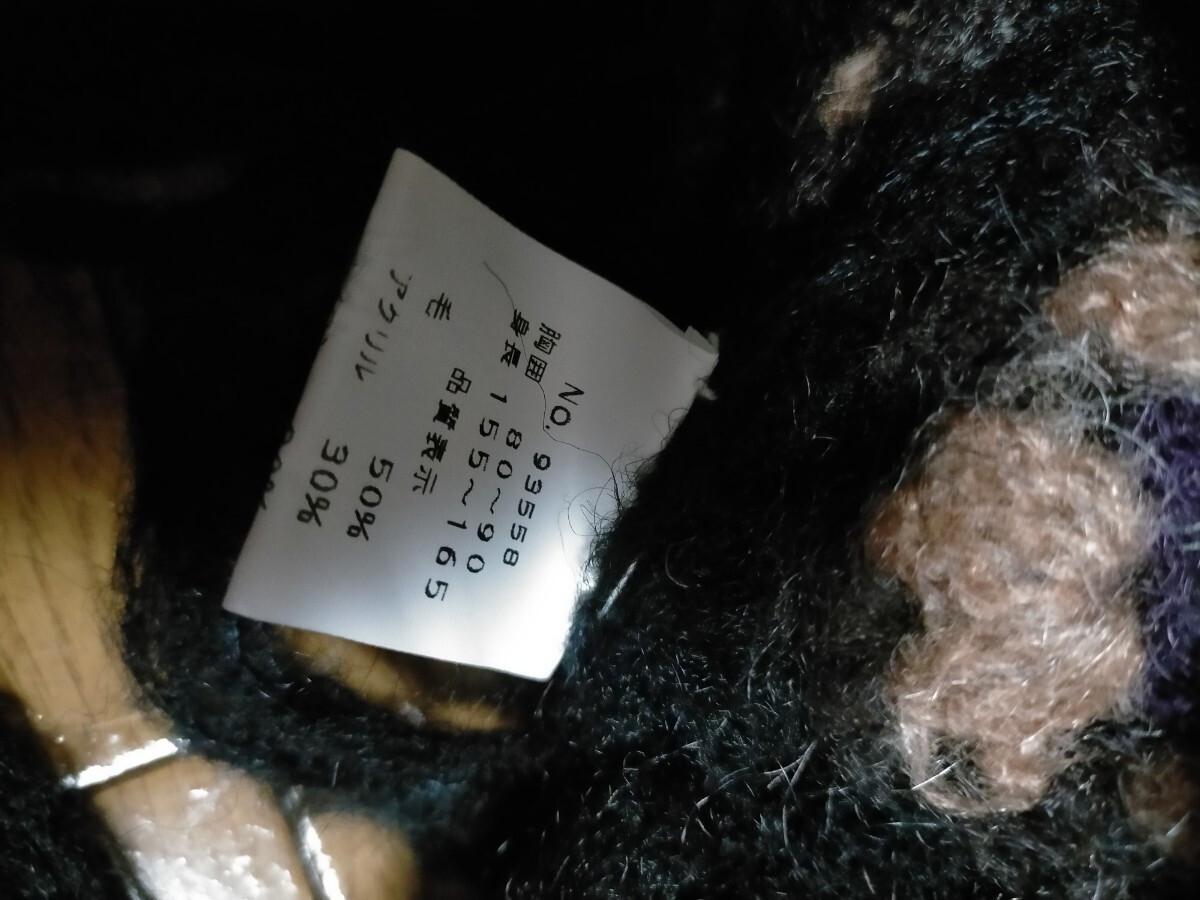 NO. 93558
胸囲 80~90
身長 155~165
品質表示
毛 50%
アクリル 30%